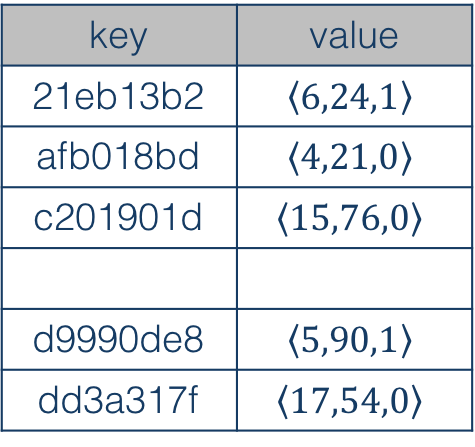 key value
21eb13b2 ⟨6,24,1⟩
afb018bd ⟨4,21,0⟩
c201901d ⟨15,76,0⟩
d9990de8 ⟨5,90,1⟩
dd3a317f ⟨17,54,0⟩